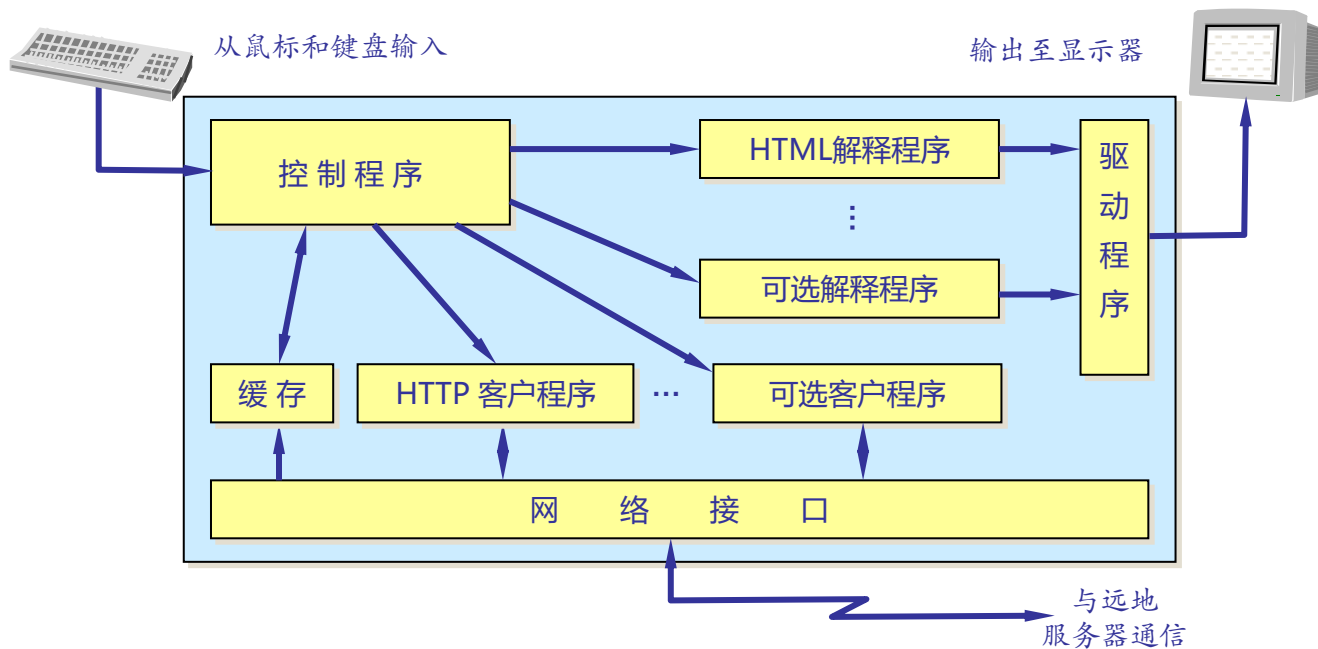 从鼠标和键盘输入
输出至显示器
控制程序
HTML解释程序
⋮
可选解释程序
驱动程序
缓存
HTTP 客户程序
…
可选客户程序
网络接口
与远地
服务器通信